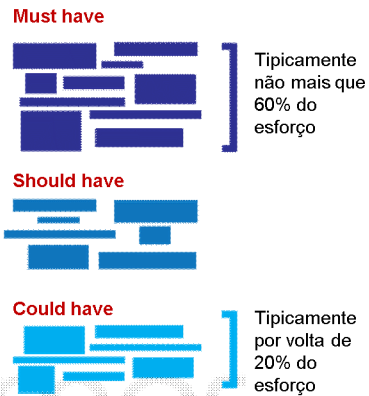 Must have
Tipicamente
não mais que
60% do
esforço
Should have
Could have
Tipicamente
por volta de
20% do
esforço